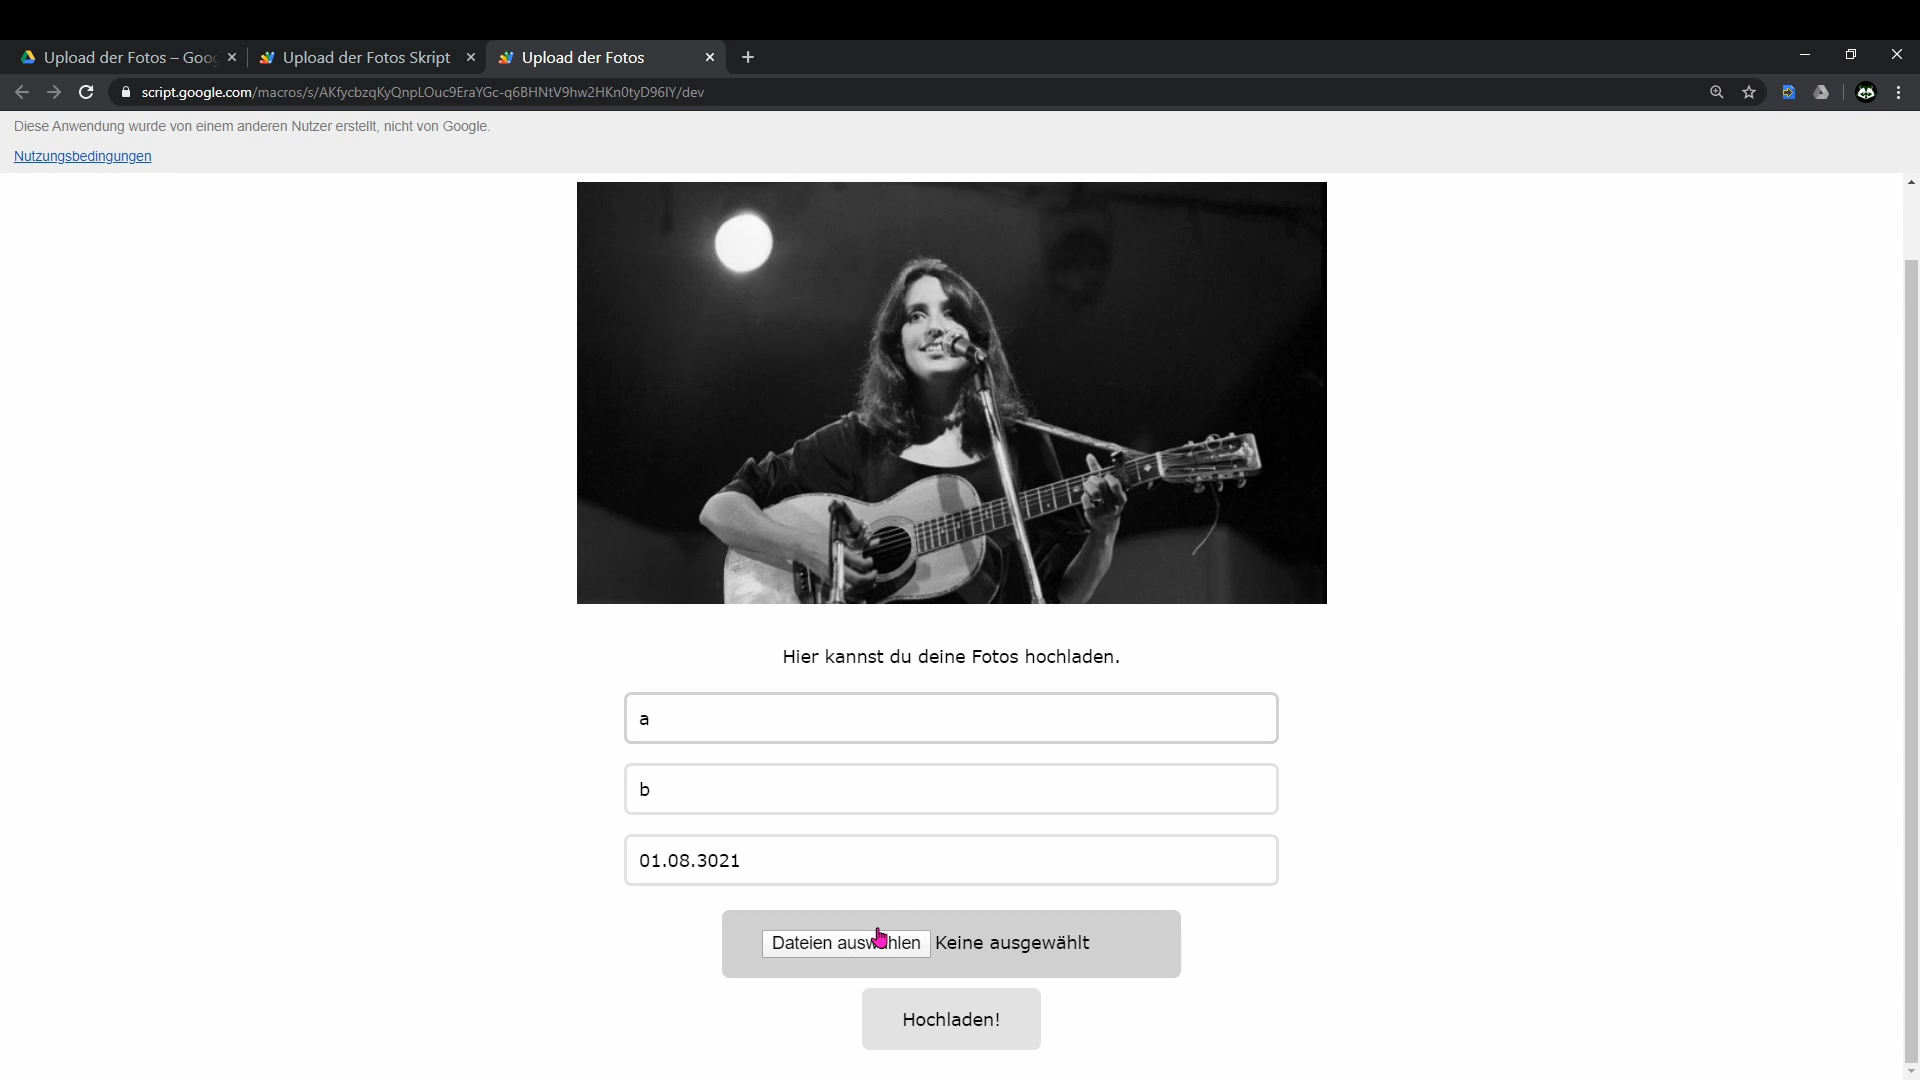 Upload der Fotos – Goo
Upload der Fotos Skript
Upload der Fotos
script.google.com/macros/s/AKfycbzqKyQnpLOuc9EraYGc-q6BHNtV9hw2HKn0tyD96IY/dev
Diese Anwendung wurde von einem anderen Nutzer erstellt, nicht von Google.
Nutzungsbedingungen
Hier kannst du deine Fotos hochladen.
a
b
01.08.3021
Dateien auswählen Keine ausgewählt
Hochladen!